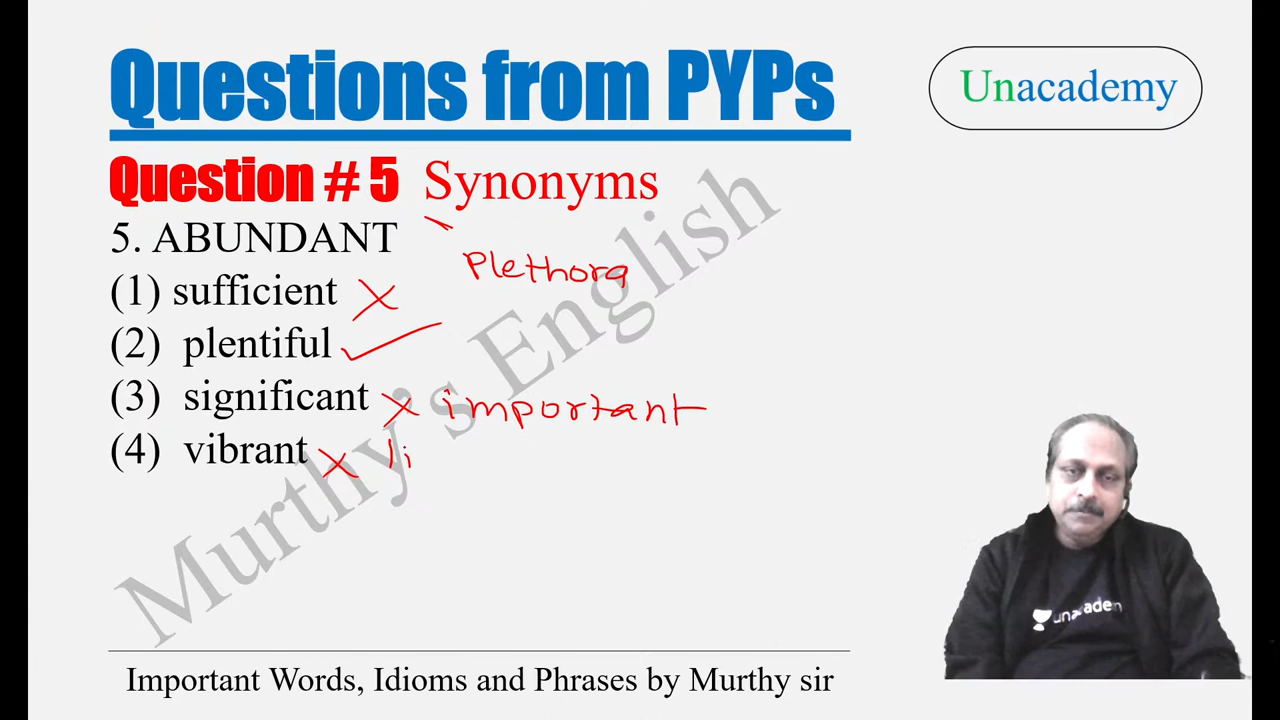 Questions from PYPs
Unacademy
Question # 5 Synonyms
5. ABUNDANT
Plethora
(1) sufficient
(2) plentiful
(3) significant important
(4) vibrant li
Murthy's English
unacademy
Important Words, Idioms and Phrases by Murthy sir